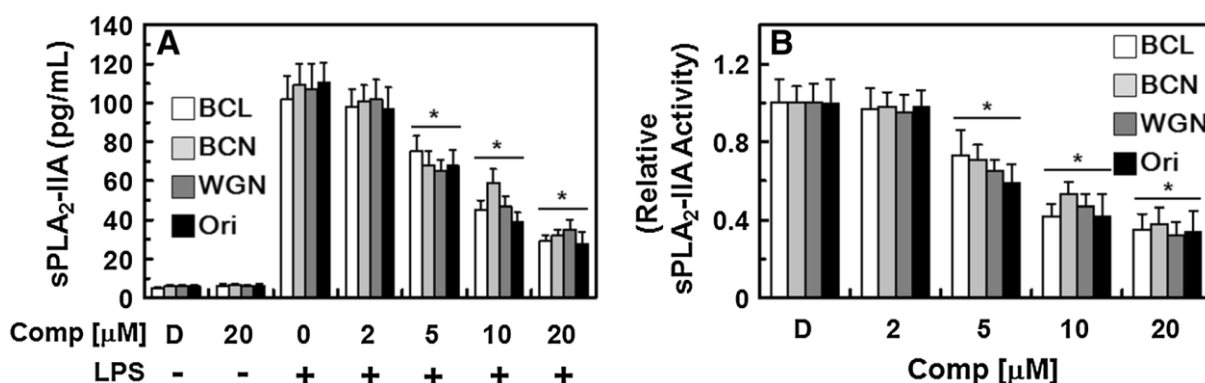 A
sPLA₂-IIA (pg/mL)
140
120
100
80
60
40
20
0
BCL
BCN
WGN
Ori
*
*
*
Comp [μM] D 20 0 2 5 10 20
LPS - - + + + + +
B
(Relative
sPLA₂-IIA Activity)
1.2
0.8
0.4
0
BCL
BCN
WGN
Ori
*
*
*
D 2 5 10 20
Comp [μM]